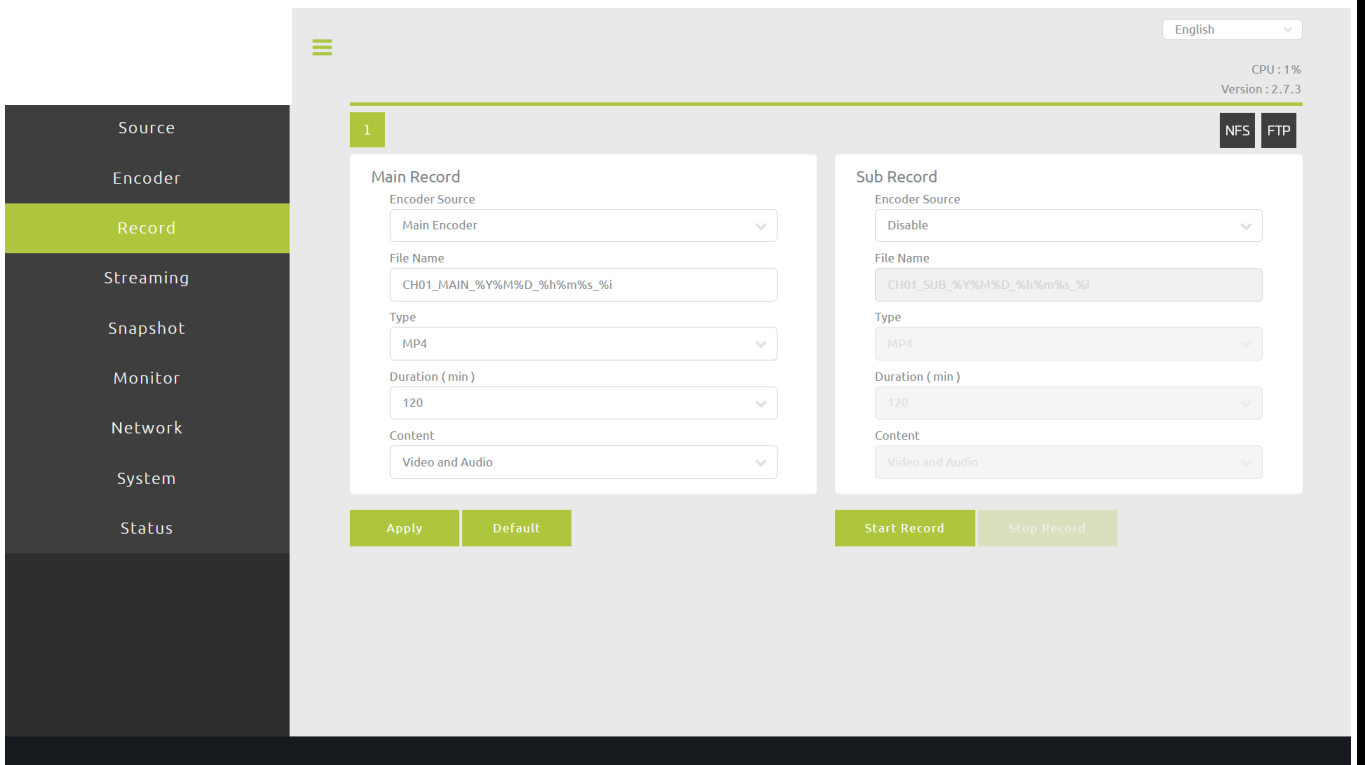 English
CPU : 1%
Version : 2.7.3
Source
Encoder
Record
Streaming
Snapshot
Monitor
Network
System
Status
1
NFS FTP
Main Record
Encoder Source
Main Encoder
File Name
CH01_MAIN_%Y%M%D_%h%m%s_%i
Type
MP4
Duration ( min )
120
Content
Video and Audio
Apply Default
Sub Record
Encoder Source
Disable
File Name
CH01_SUB_%Y%M%D_%h%m%s_%i
Type
MP4
Duration ( min )
120
Content
Video and Audio
Start Record Stop Record